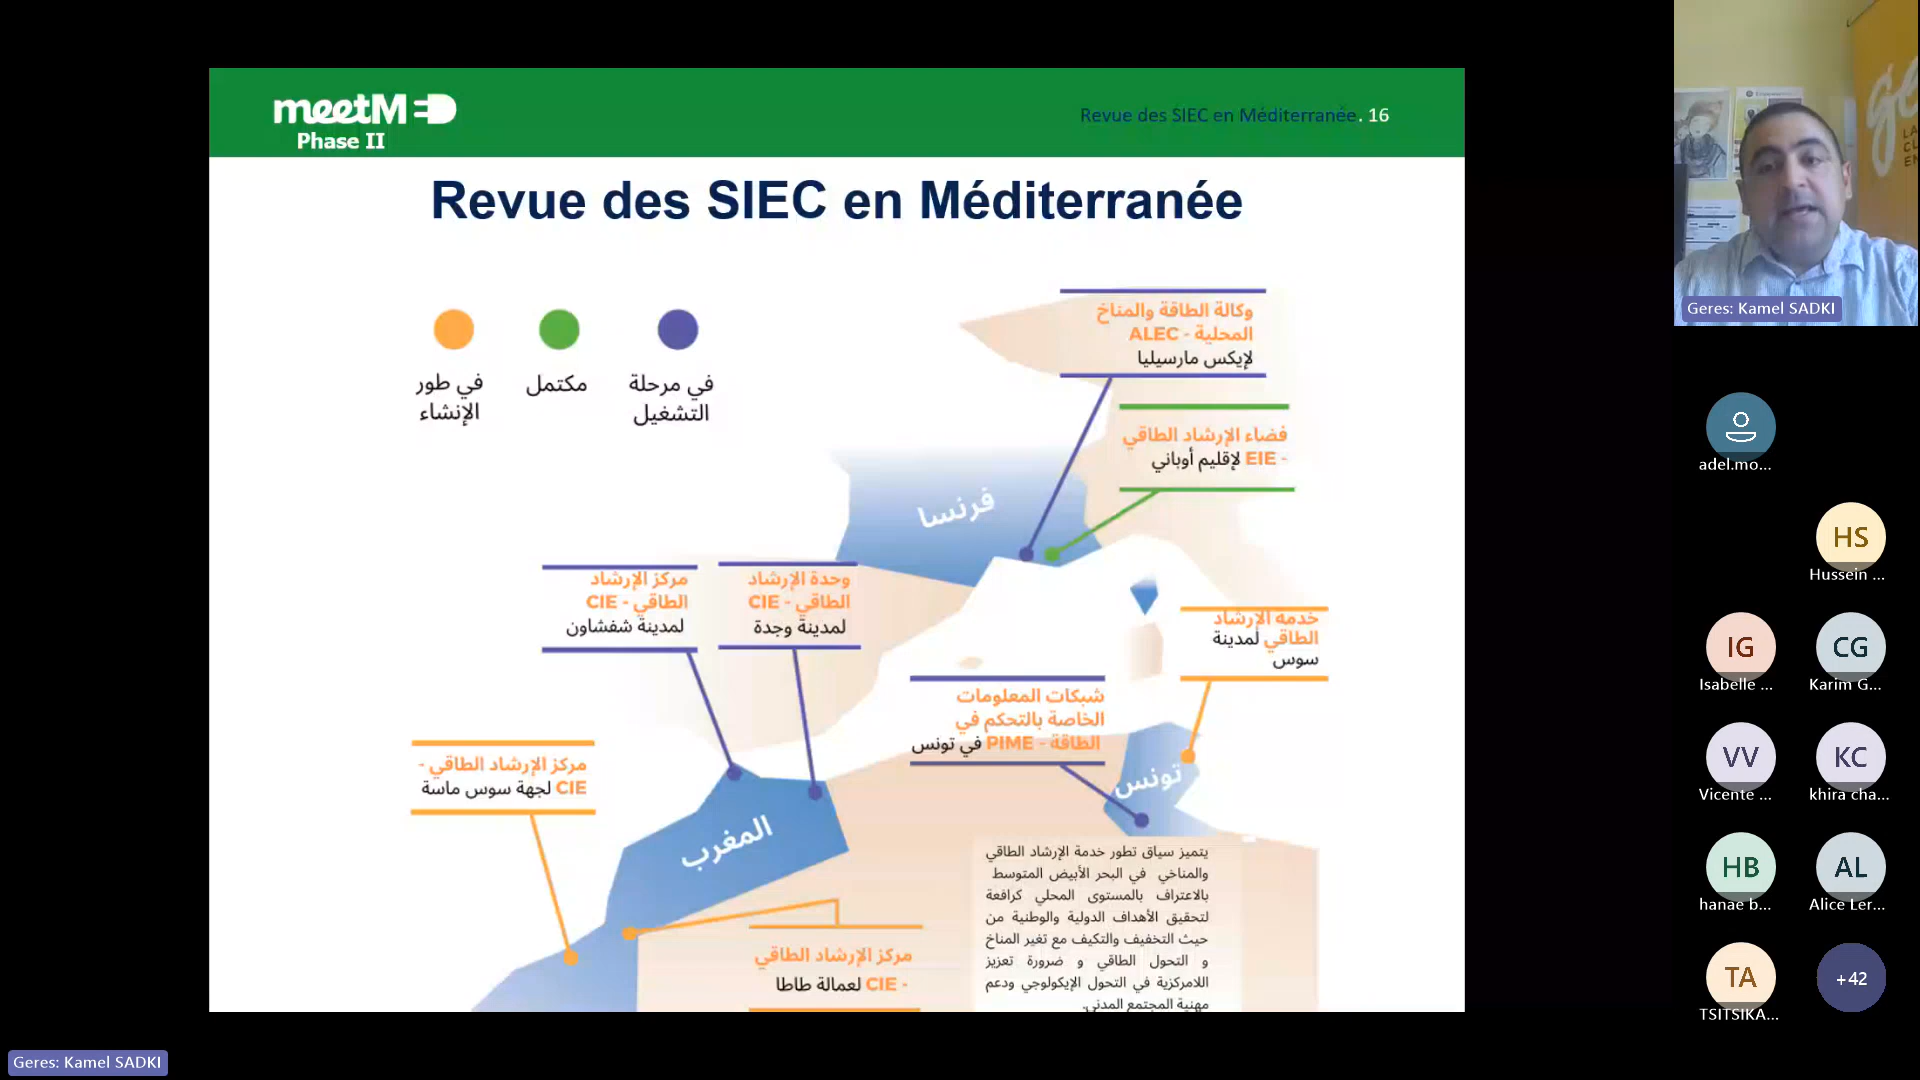 meetMED
Phase II
Revue des SIEC en Méditerranée. 16
Revue des SIEC en Méditerranée
في طور
الإنشاء
مكتمل
في مرحلة
التشغيل
وكالة الطاقة والمناخ
المحلية - ALEC
لإيكس مارسيليا
فضاء الإرشاد الطاقي
- EIE لإقليم أوباني
فرنسا
مركز الإرشاد
الطاقي - CIE
لمدينة شفشاون
وحدة الإرشاد
الطاقي - CIE
لمدينة وجدة
خدمة الإرشاد
الطاقي لمدينة
سوس
شبكات المعلومات
الخاصة بالتحكم في
الطاقة - PIME في تونس
تونس
مركز الإرشاد الطاقي -
CIE لجهة سوس ماسة
المغرب
مركز الإرشاد الطاقي
- CIE لعمالة طاطا
يتميز سياق تطور خدمة الإرشاد الطاقي
والمناخي في البحر الأبيض المتوسط
بالاعتراف بالمستوى المحلي كرافعة
لتحقيق الأهداف الدولية والوطنية من
حيث التخفيف والتكيف مع تغير المناخ
و التحول الطاقي و ضرورة تعزيز
اللامركزية في التحول الإيكولوجي ودعم
مهنية المجتمع المدني.
Geres: Kamel SADKI
adel.mo...
HS
Hussein ...
IG
Isabelle ...
CG
Karim G...
VV
Vicente ...
KC
khira cha...
HB
hanae b...
AL
Alice Ler...
TA
TSITSIKA...
+42
Geres: Kamel SADKI